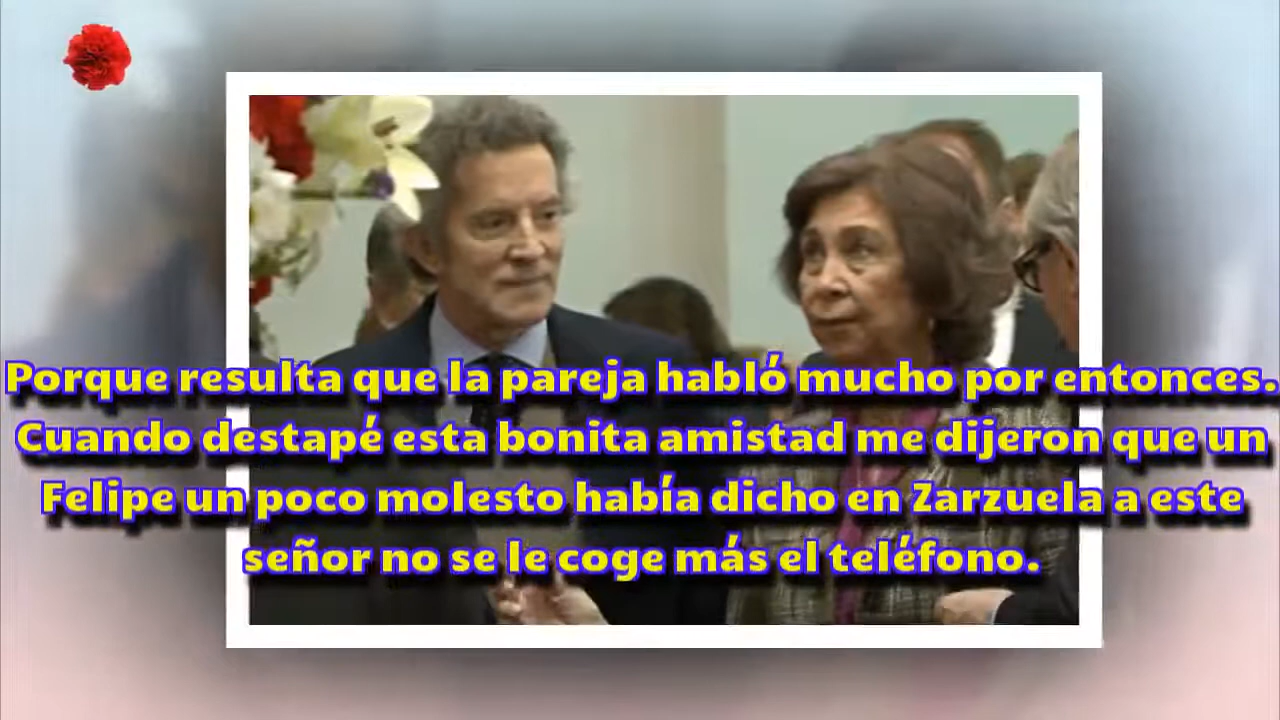 Porque resulta que la pareja habló mucho por entonces.
Cuando destapé esta bonita amistad me dijeron que un
Felipe un poco molesto había dicho en Zarzuela a este
señor no se le coge más el teléfono.